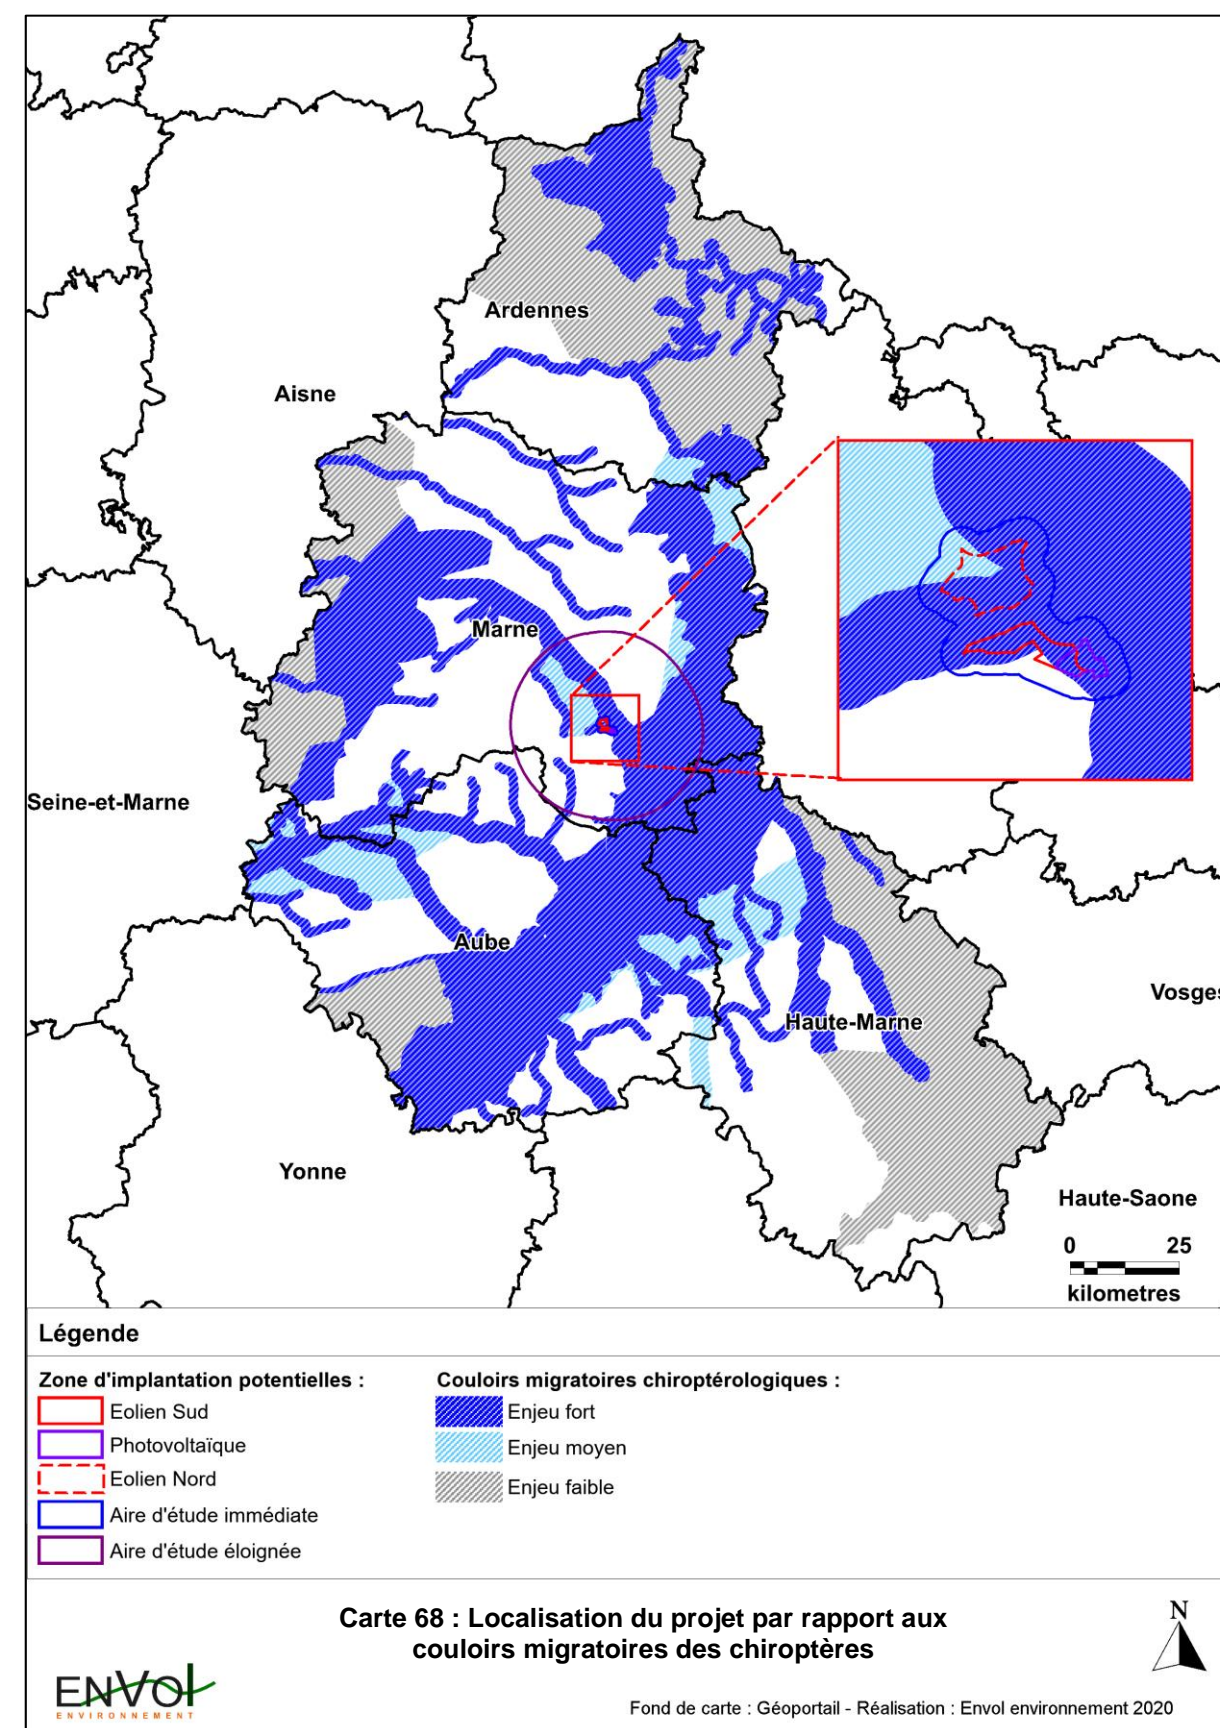 Ardennes
Aisne
Marne
Seine-et-Marne
Aube
Vosges
Haute-Marne
Yonne
Haute-Saone
0 25
kilometres
Légende
Zone d'implantation potentielles :
Eolien Sud
Photovoltaïque
Eolien Nord
Aire d'étude immédiate
Aire d'étude éloignée
Couloirs migratoires chiroptérologiques :
Enjeu fort
Enjeu moyen
Enjeu faible
Carte 68 : Localisation du projet par rapport aux
couloirs migratoires des chiroptères
N
ENVOl
ENVIRONNEMENT
Fond de carte : Géoportail - Réalisation : Envol environnement 2020